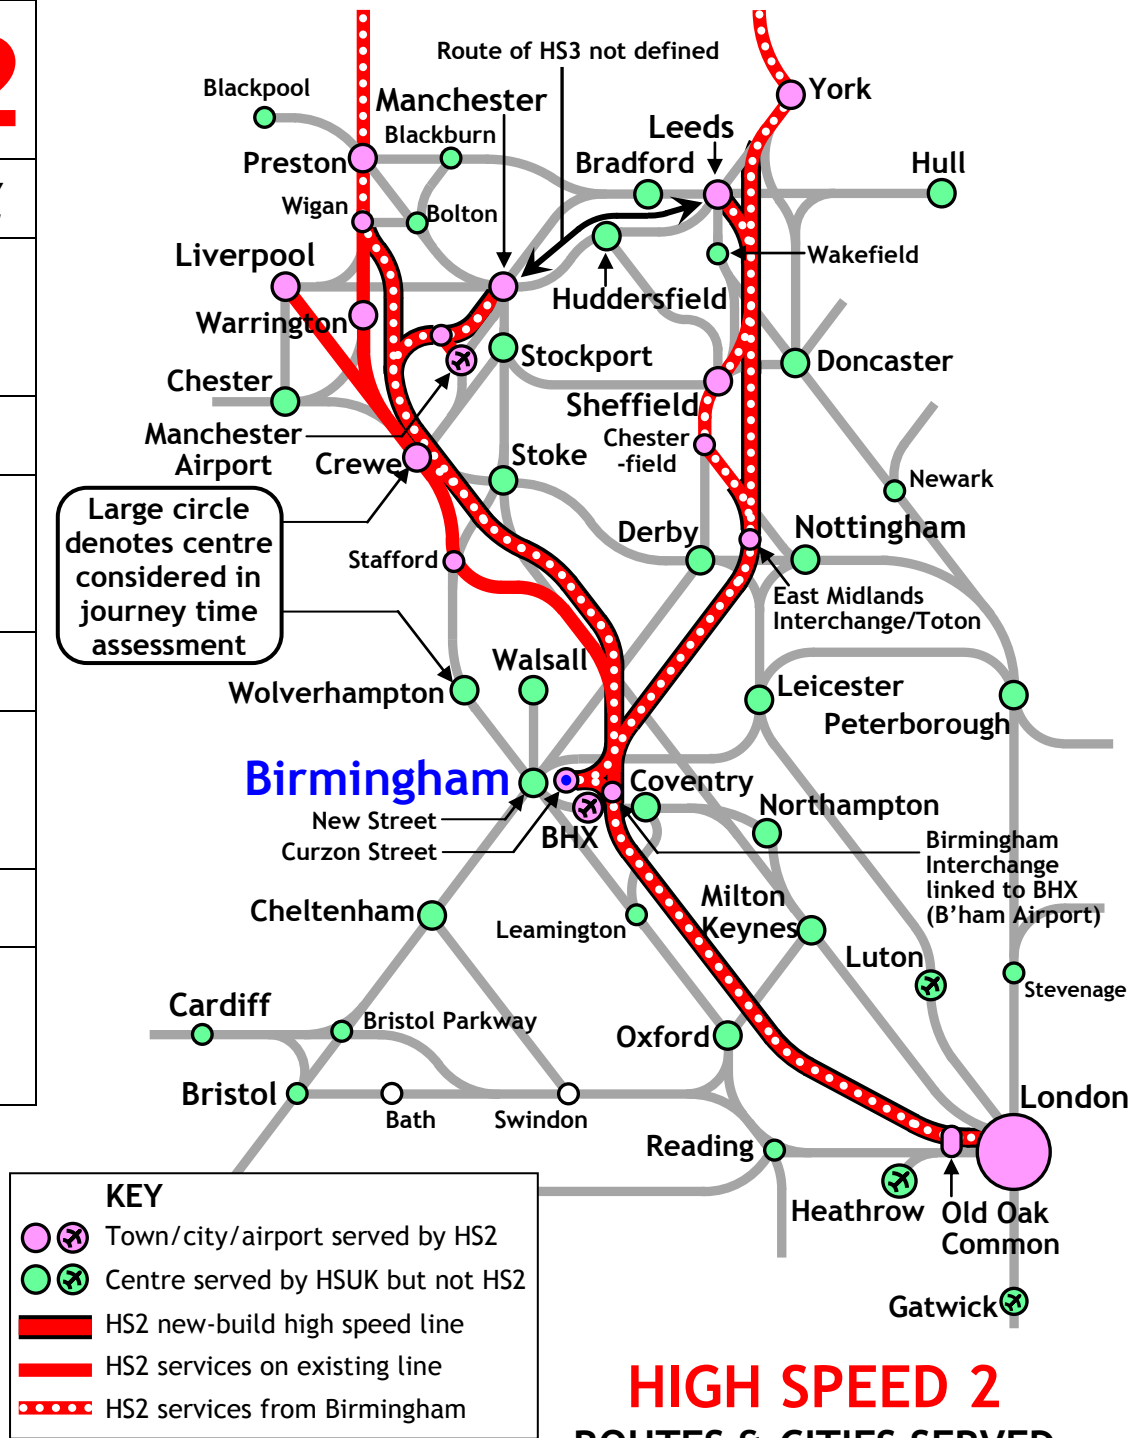 2
Route of HS3 not defined
York
Blackpool
Manchester
Leeds
Blackburn
Bradford
Hull
Preston
Wigan
Bolton
Liverpool
Wakefield
Huddersfield
Warrington
Stockport
Doncaster
Chester
Sheffield
Manchester
Airport
Crewe
Stoke
Chester
-field
Newark
Large circle
denotes centre
considered in
journey time
assessment
Derby
Nottingham
Stafford
East Midlands
Interchange/Toton
Walsall
Wolverhampton
Leicester
Peterborough
Birmingham
Coventry
New Street
Curzon Street
BHX
Northampton
Birmingham
Interchange
linked to BHX
(B'ham Airport)
Cheltenham
Leamington
Milton
Keynes
Luton
Stevenage
Cardiff
Bristol Parkway
Oxford
Bristol
Bath
Swindon
London
Reading
Heathrow
Old Oak
Common
Gatwick
KEY
Town/city/airport served by HS2
Centre served by HSUK but not HS2
HS2 new-build high speed line
HS2 services on existing line
HS2 services from Birmingham
HIGH SPEED 2
ROUTES & CITIES SERVED